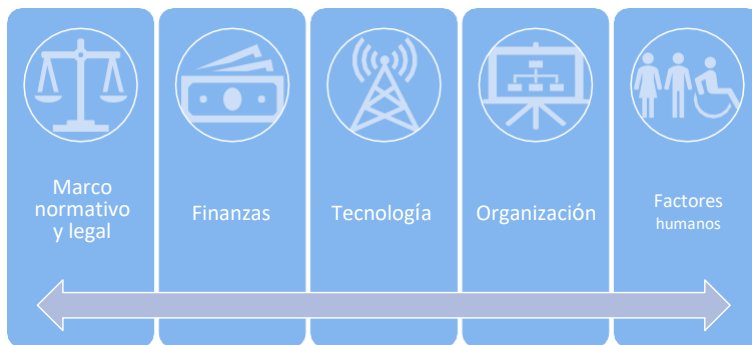 Marco
normativo
y legal
Finanzas
Tecnología
Organización
Factores
humanos